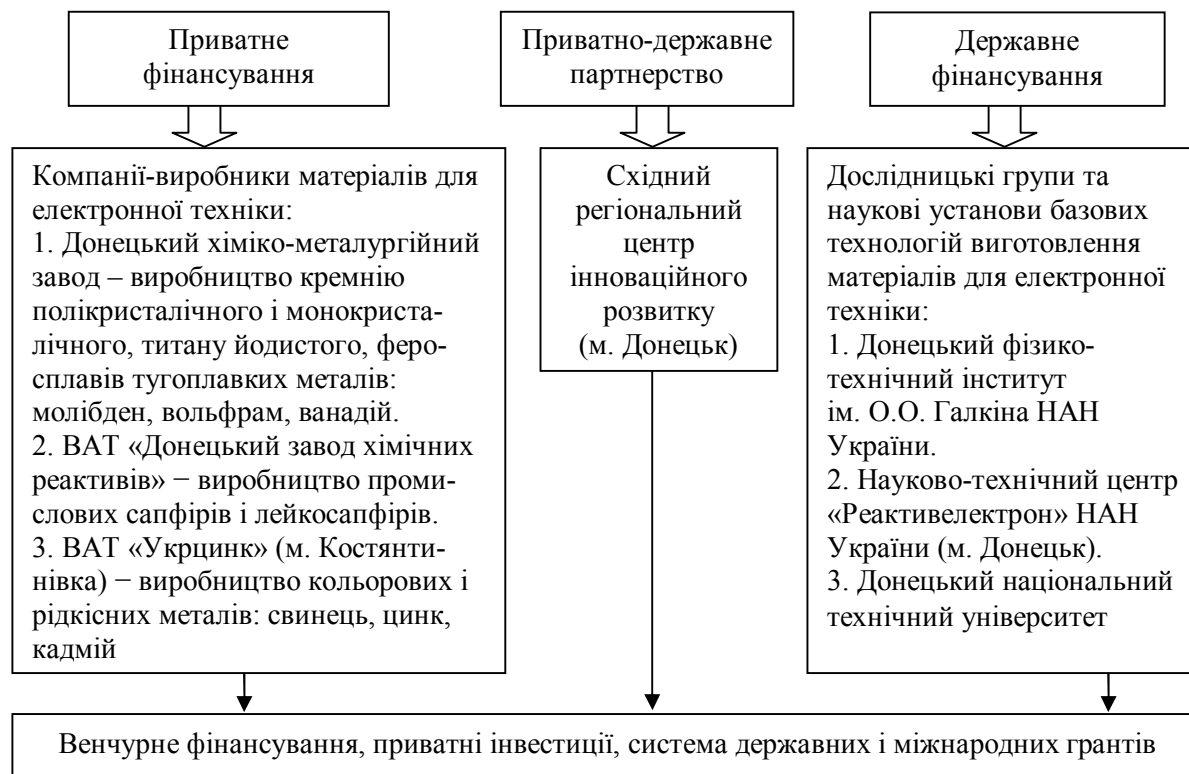 Приватне
фінансування
Приватно-державне
партнерство
Державне
фінансування
Компанії-виробники матеріалів для
електронної техніки:
1. Донецький хіміко-металургійний
завод – виробництво кремнію
полікристалічного і монокриста-
лічного, титану йодистого, феро-
сплавів тугоплавких металів:
молібден, вольфрам, ванадій.
2. ВАТ «Донецький завод хімічних
реактивів» − виробництво проми-
слових сапфірів і лейкосапфірів.
3. ВАТ «Укрцинк» (м. Костянти-
нівка) − виробництво кольорових і
рідкісних металів: свинець, цинк,
кадмій
Східний
регіональний
центр
інноваційного
розвитку
(м. Донецьк)
Дослідницькі групи та
наукові установи базових
технологій виготовлення
матеріалів для електронної
техніки:
1. Донецький фізико-
технічний інститут
ім. О.О. Галкіна НАН
України.
2. Науково-технічний центр
«Реактивелектрон» НАН
України (м. Донецьк).
3. Донецький національний
технічний університет
Венчурне фінансування, приватні інвестиції, система державних і міжнародних грантів